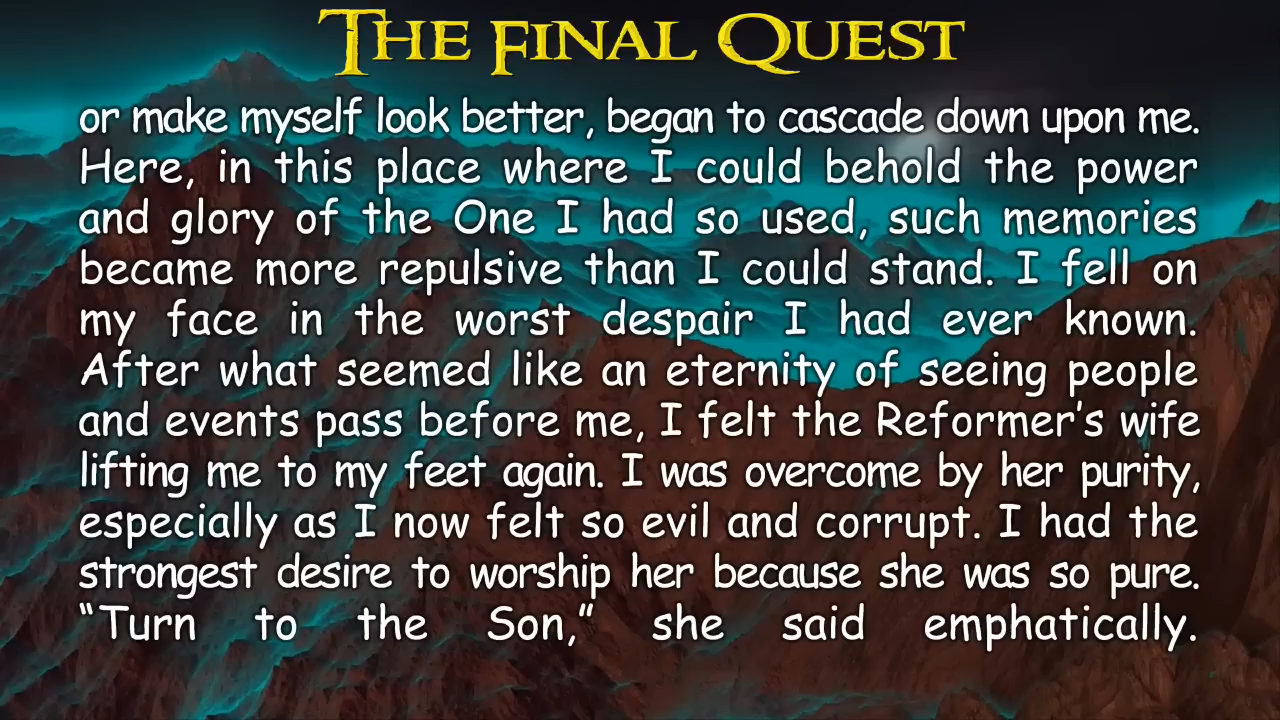 The Final Quest
or make myself look better, began to cascade down upon me.
Here, in this place where I could behold the power
and glory of the One I had so used, such memories
became more repulsive than I could stand. I fell on
my face in the worst despair I had ever known.
After what seemed like an eternity of seeing people
and events pass before me, I felt the Reformer's wife
lifting me to my feet again. I was overcome by her purity,
especially as I now felt so evil and corrupt. I had the
strongest desire to worship her because she was so pure.
“Turn to the Son,” she said emphatically.